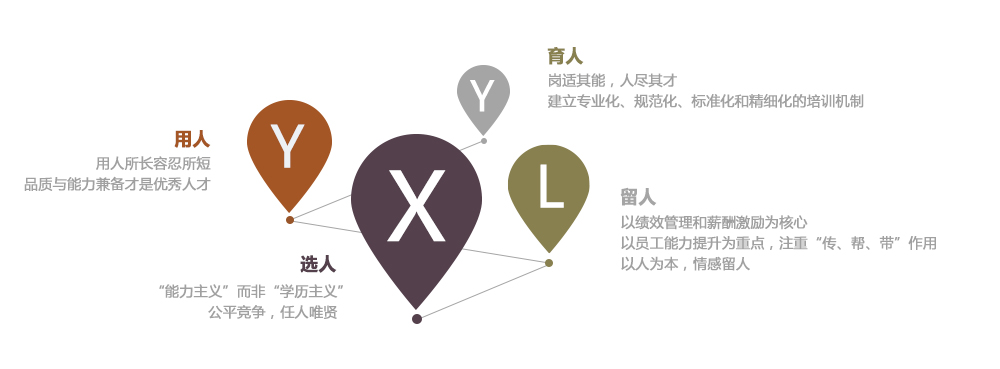 育人
岗适其能，人尽其才
建立专业化、规范化、标准化和精细化的培训机制
Y
Y
用人
用人所长容忍所短
品质与能力兼备才是优秀人才
X
L
留人
以绩效管理和薪酬激励为核心
以员工能力提升为重点，注重“传、帮、带”作用
以人为本，情感留人
选人
“能力主义”而非“学历主义”
公平竞争，任人唯贤